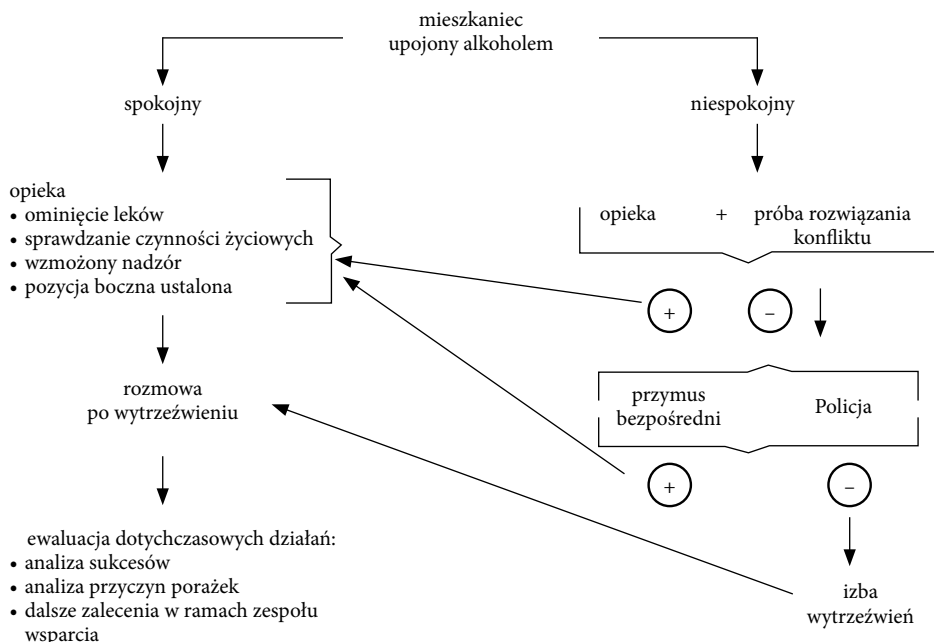 mieszkaniec
upojony alkoholem
spokojny
niespokojny
opieka
• ominięcie leków
• sprawdzanie czynności życiowych
• wzmożony nadzór
• pozycja boczna ustalona
opieka + próba rozwiązania
konfliktu
+ –
rozmowa
po wytrzeźwieniu
przymus
bezpośredni
Policja
+ –
ewaluacja dotychczasowych działań:
• analiza sukcesów
• analiza przyczyn porażek
• dalsze zalecenia w ramach zespołu
wsparcia
izba
wytrzeźwień